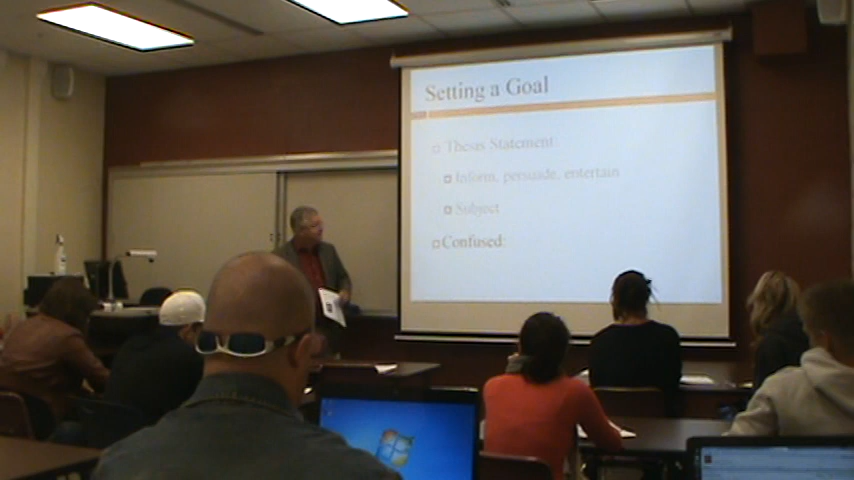 Setting a Goal
Thesis Statement:
Inform, persuade, entertain
Subject
Confused: